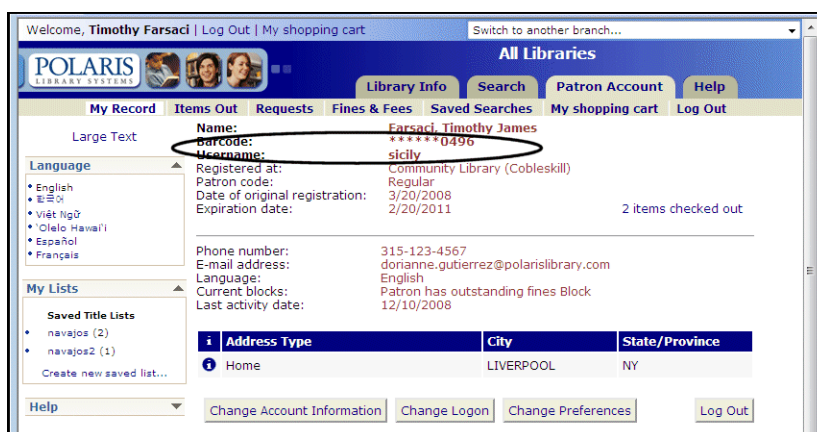 Welcome, Timothy Farsaci | Log Out | My shopping cart
Switch to another branch...
POLARIS
LIBRARY SYSTEMS
All Libraries
Library Info Search Patron Account Help
My Record Items Out Requests Fines & Fees Saved Searches My shopping cart Log Out
Large Text
Language
• English
• 한국어
• Việt Ngữ
• 'Olelo Hawai'i
• Español
• Français
My Lists
Saved Title Lists
• navajos (2)
• navajos2 (1)
Create new saved list...
Help
Name: Farsaci, Timothy James
Barcode: ******0496
Username: sicily
Registered at: Community Library (Cobleskill)
Patron code: Regular
Date of original registration: 3/20/2008
Expiration date: 2/20/2011 2 items checked out
Phone number: 315-123-4567
E-mail address: dorianne.gutierrez@polarislibrary.com
Language: English
Current blocks: Patron has outstanding fines Block
Last activity date: 12/10/2008
i Address Type City State/Province
i Home LIVERPOOL NY
Change Account Information Change Logon Change Preferences Log Out